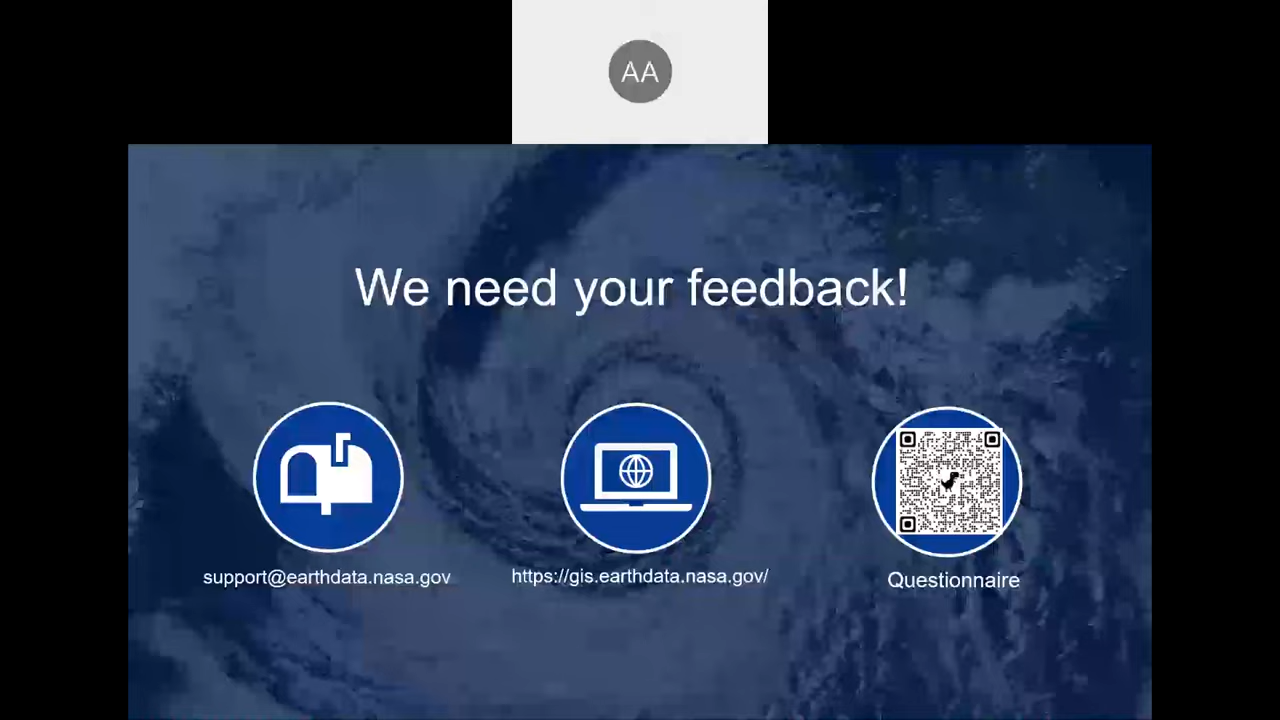 AA
We need your feedback!
support@earthdata.nasa.gov
https://gis.earthdata.nasa.gov/
Questionnaire